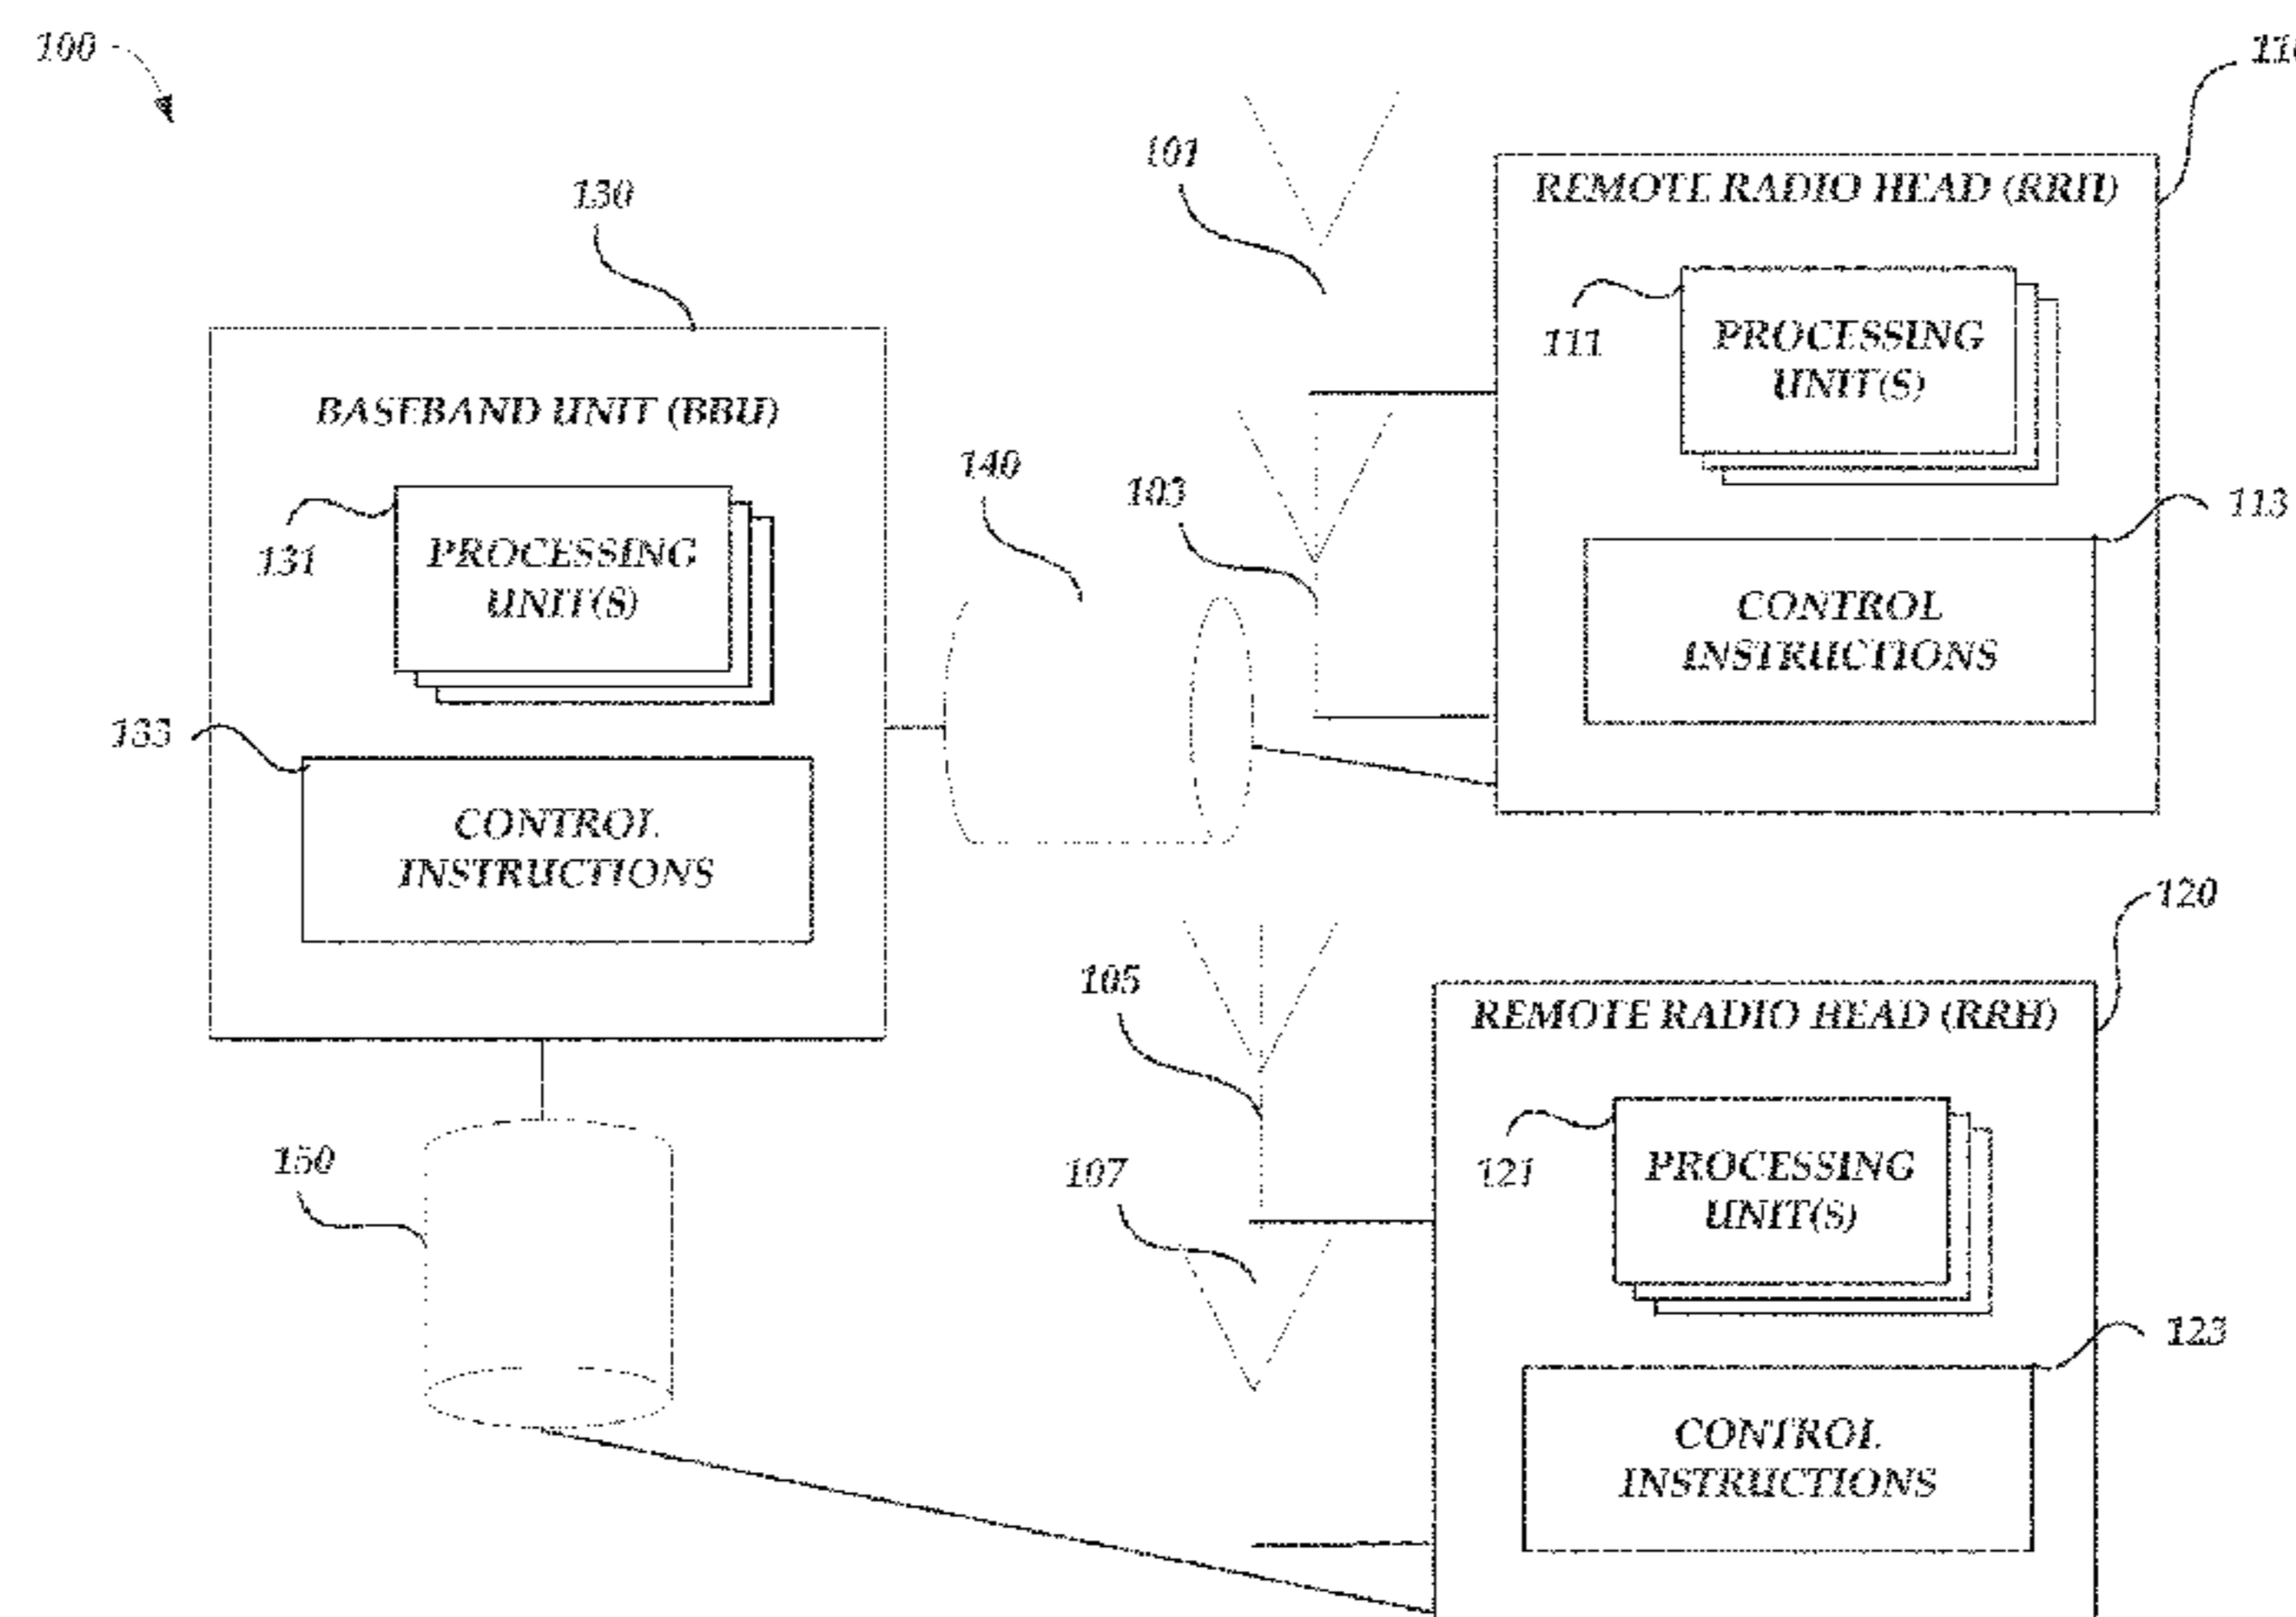 100
101
130
REMOTE RADIO HEAD (RRH)
111
PROCESSING
UNIT(S)
BASEBAND UNIT (BBU)
140
103
113
131
PROCESSING
UNIT(S)
CONTROL
INSTRUCTIONS
133
CONTROL
INSTRUCTIONS
120
105
REMOTE RADIO HEAD (RRH)
150
107
121
PROCESSING
UNIT(S)
123
CONTROL
INSTRUCTIONS